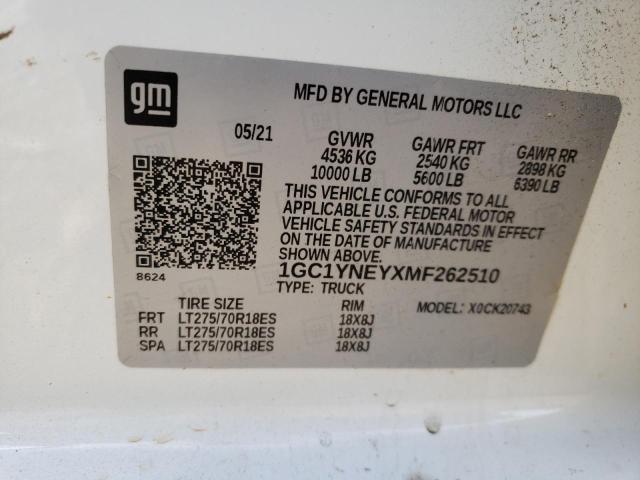 gm
MFD BY GENERAL MOTORS LLC
05/21
GVWR
4536 KG
10000 LB
GAWR FRT
2540 KG
5600 LB
GAWR RR
2898 KG
6390 LB
THIS VEHICLE CONFORMS TO ALL
APPLICABLE U.S. FEDERAL MOTOR
VEHICLE SAFETY STANDARDS IN EFFECT
ON THE DATE OF MANUFACTURE
SHOWN ABOVE.
8624
1GC1YNEYXMF262510
TYPE: TRUCK
TIRE SIZE RIM MODEL: X0CK20743
FRT LT275/70R18ES 18X8J
RR LT275/70R18ES 18X8J
SPA LT275/70R18ES 18X8J